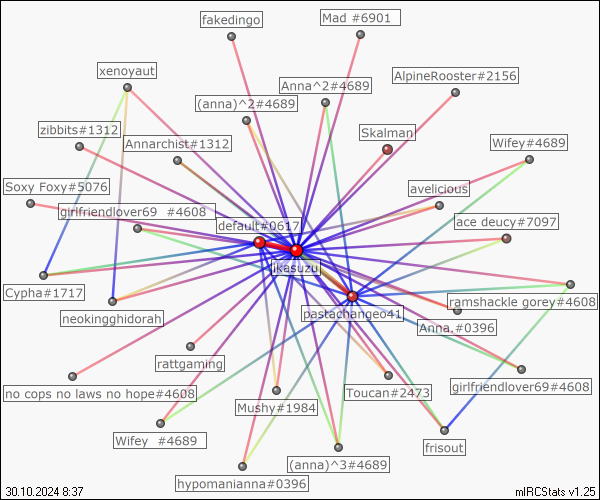 fakedingo
Mad #6901
xenoyaut
AlpineRooster#2156
Anna^2#4689
(anna)^2#4689
zibbits#1312
Skalman
Annarchist#1312
Wifey#4689
Soxy Foxy#5076
avelicious
girlfriendlover69 #4608
default#0617
ace deucy#7097
ikasuzu
Cypha#1717
ramshackle gorey#4608
neokingghidorah
pastachangeo41
Anna.#0396
rattgaming
no cops no laws no hope#4608
Toucan#2473
girlfriendlover69#4608
Mushy#1984
Wifey #4689
frisout
(anna)^3#4689
hypomanianna#0396
30.10.2024 8:37
mIRCStats v1.25